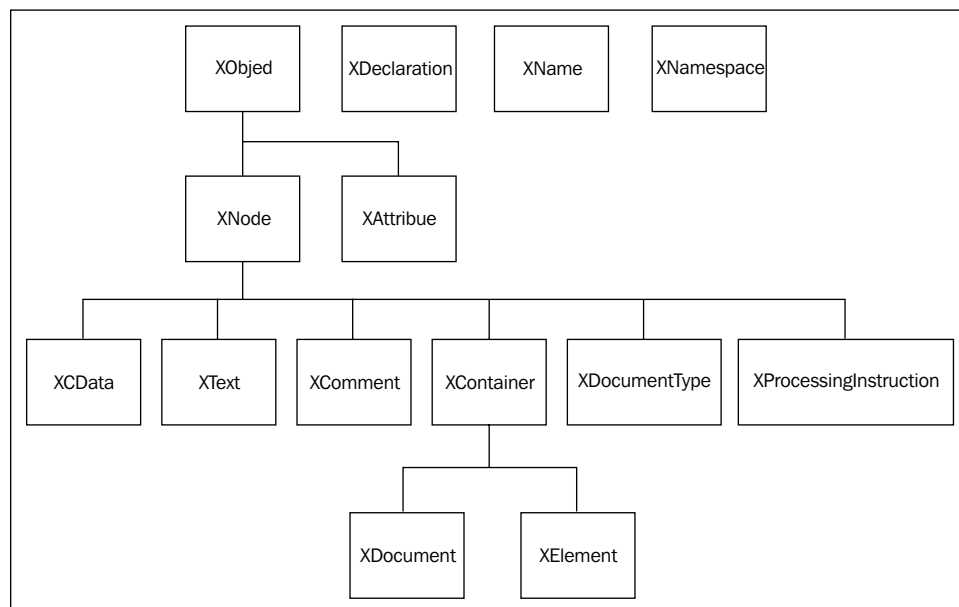 XObjed
XDeclaration
XName
XNamespace
XNode
XAttribue
XCData
XText
XComment
XContainer
XDocumentType
XProcessingInstruction
XDocument
XElement